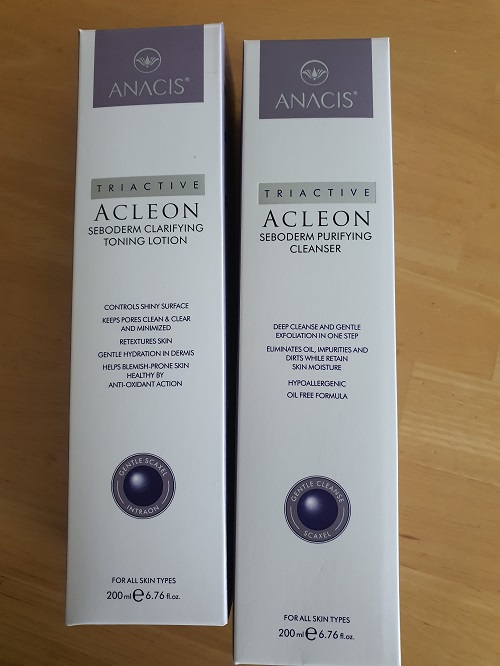 ANACIS®
TRIACTIVE
ACLEON
SEBODERM CLARIFYING
TONING LOTION
CONTROLS SHINY SURFACE
KEEPS PORES CLEAN & CLEAR
AND MINIMIZED
RETEXTURES SKIN
GENTLE HYDRATION IN DERMIS
HELPS BLEMISH-PRONE SKIN
HEALTHY BY
ANTI-OXIDANT ACTION
GENTLE SCAXEL
INTRAON
FOR ALL SKIN TYPES
200 ml e 6.76 fl.oz.
ANACIS®
TRIACTIVE
ACLEON
SEBODERM PURIFYING
CLEANSER
DEEP CLEANSE AND GENTLE
EXFOLIATION IN ONE STEP
ELIMINATES OIL, IMPURITIES AND
DIRTS WHILE RETAIN
SKIN MOISTURE
HYPOALLERGENIC
OIL FREE FORMULA
GENTLE CLEANSE
SCAXEL
FOR ALL SKIN TYPES
200 ml e 6.76 fl.oz.